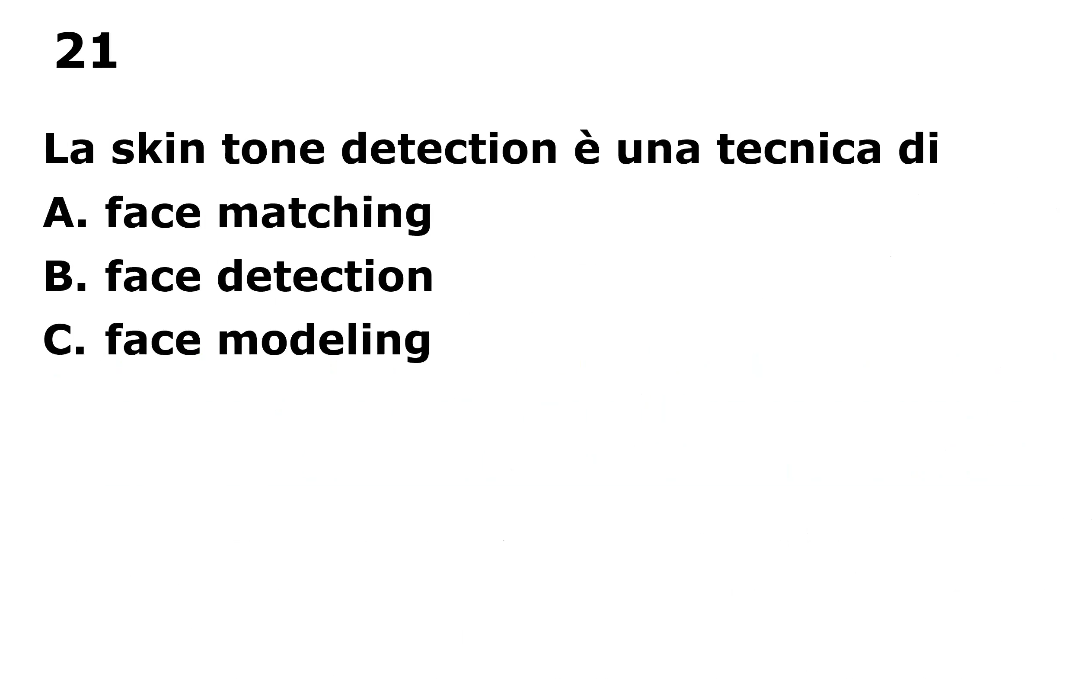 21
La skin tone detection è una tecnica di
A. face matching
B. face detection
C. face modeling